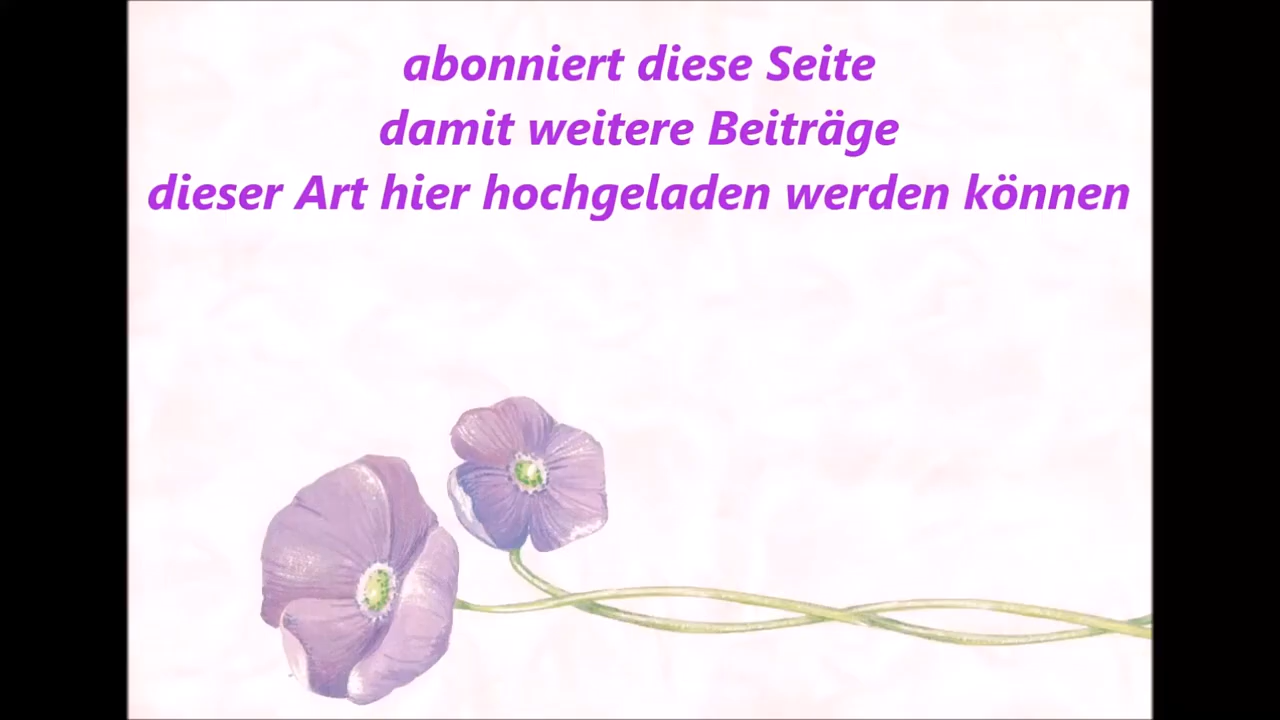 abonniert diese Seite
damit weitere Beiträge
dieser Art hier hochgeladen werden können